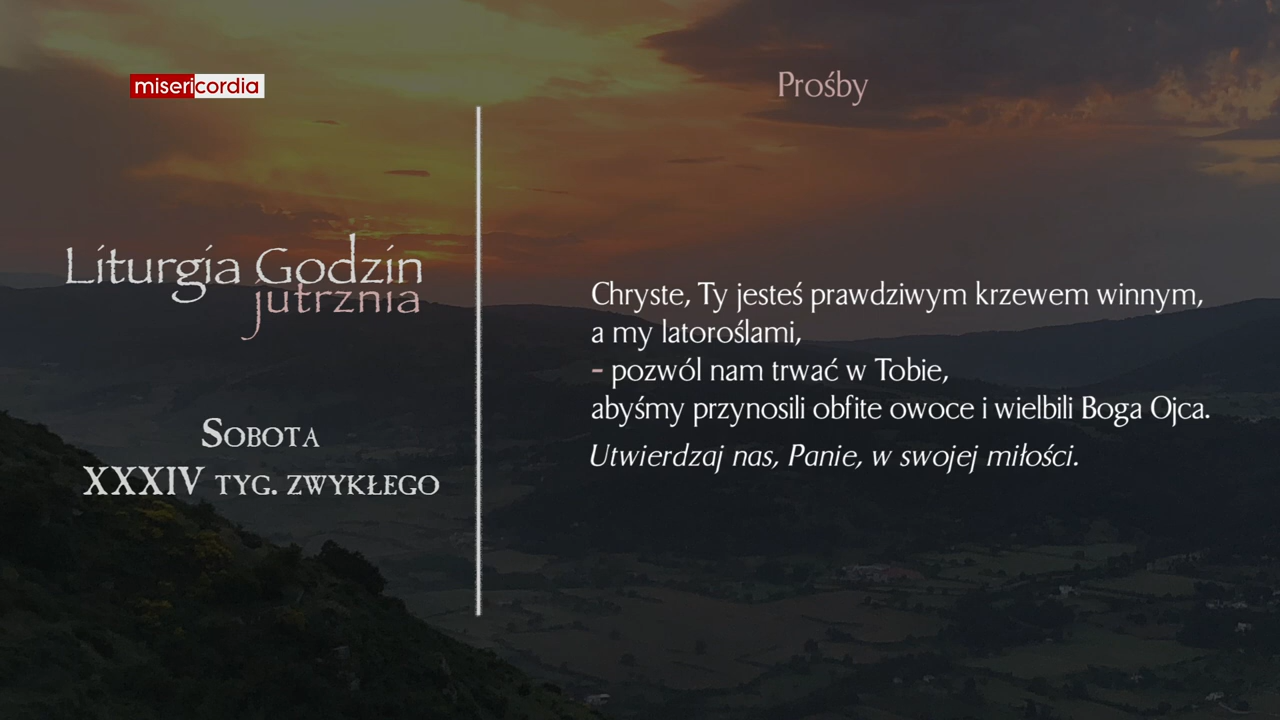 misericordia
Liturgia Godzin
jutrznia
Sobota
XXXIV tyg. zwykłego
Prośby
Chryste, Ty jesteś prawdziwym krzewem winnym,
a my latoroślami,
- pozwól nam trwać w Tobie,
abyśmy przynosili obfite owoce i wielbili Boga Ojca.
Utwierdzaj nas, Panie, w swojej miłości.